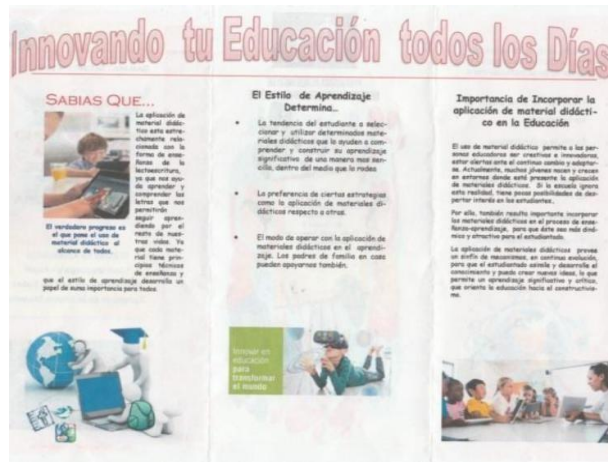 Innovando tu Educación todos los Días
SABIAS QUE...
La aplicación de
material didác-
tico esta estre-
chamente rela-
cionada con la
forma de ense-
ñanza de la
lectoescritura,
ya que nos ayu-
da aprender y
comprender las
letras que nos
permitirán
seguir apren-
diendo por el
resto de nues-
tras vidas. Ya
que cada mate-
rial tiene prin-
cipios técnicos
de enseñanza y
que el estilo de aprendizaje desarrolla un
papel de suma importancia para todos.
El verdadero progreso es
el que pone el uso de
material didáctico al
alcance de todos.
El Estilo de Aprendizaje
Determina...
• La tendencia del estudiante a selec-
cionar y utilizar determinados mate-
riales didácticos que lo ayuden a com-
prender y construir su aprendizaje
significativo de una manera mas sen-
cilla, dentro del medio que lo rodea
• La preferencia de ciertas estrategias
como la aplicación de materiales di-
dácticos respecto a otras.
• El modo de operar con la aplicación de
materiales didácticos en el aprendi-
zaje. Los padres de familia en casa
pueden apoyarnos también.
Innovar en
educación
para
transformar
el mundo
Importancia de Incorporar la
aplicación de material didácti-
co en la Educación
El uso de material didáctico permite a las per-
sonas educadoras ser creativas e innovadoras,
estar alertas ante el continuo cambio y adaptar-
se. Actualmente, muchos jóvenes nacen y crecen
en entornos donde está presente la aplicación
de materiales didácticos. Si la escuela ignora
esta realidad, tiene pocas posibilidades de des-
pertar interés en los estudiantes.
Por ello, también resulta importante incorporar
los materiales didácticos en el proceso de ense-
ñanza-aprendizaje, para que éste sea más diná-
mico y atractivo para el estudiantado.
La aplicación de materiales didácticos provee
un sinfín de mecanismos, en continua evolución,
para que el estudiantado asimile y desarrolle el
conocimiento y pueda crear nuevas ideas, lo que
permite un aprendizaje significativo y crítico,
que oriente la educación hacia el constructivis-
mo.